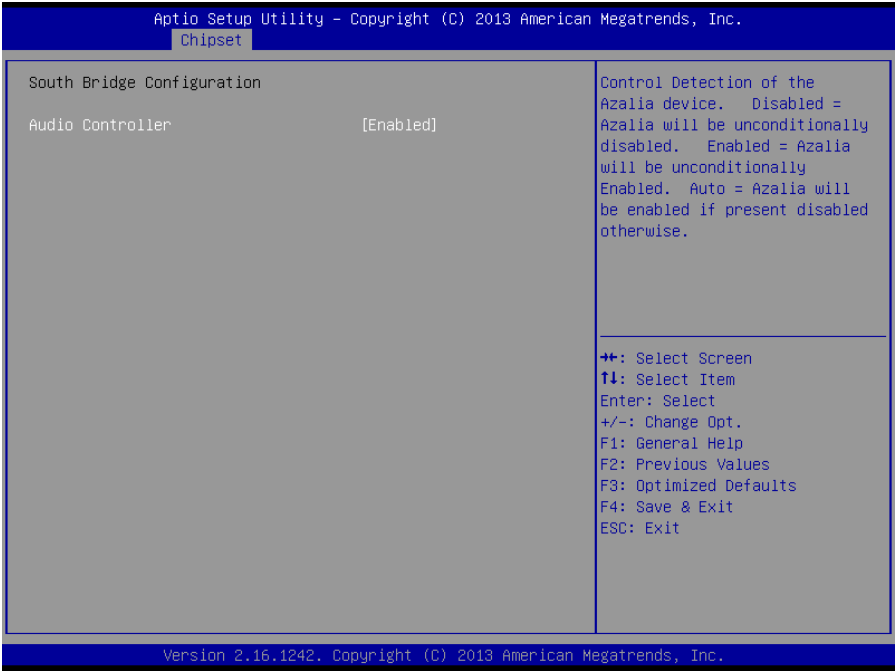 Aptio Setup Utility – Copyright (C) 2013 American Megatrends, Inc.
Chipset
South Bridge Configuration
Audio Controller [Enabled]
Control Detection of the
Azalia device. Disabled =
Azalia will be unconditionally
disabled. Enabled = Azalia
will be unconditionally
Enabled. Auto = Azalia will
be enabled if present disabled
otherwise.
→←: Select Screen
↑↓: Select Item
Enter: Select
+/-: Change Opt.
F1: General Help
F2: Previous Values
F3: Optimized Defaults
F4: Save & Exit
ESC: Exit
Version 2.16.1242. Copyright (C) 2013 American Megatrends, Inc.